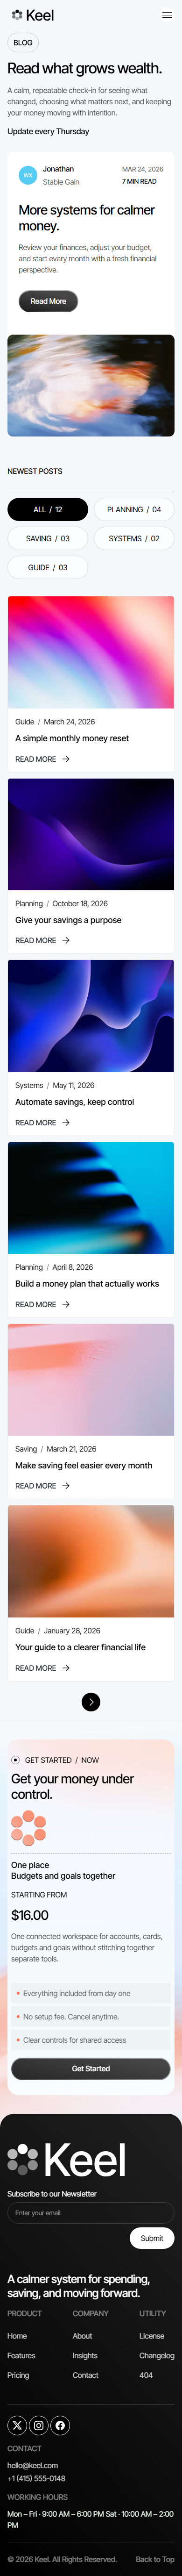 Keel
BLOG
Read what grows wealth.
A calm, repeatable check-in for seeing what
changed, choosing what matters next, and keeping
your money moving with intention.
Update every Thursday
WX
Jonathan
Stable Gain
MAR 24, 2026
7 MIN READ
More systems for calmer
money.
Review your finances, adjust your budget,
and start every month with a fresh financial
perspective.
Read More
NEWEST POSTS
ALL / 12
PLANNING / 04
SAVING / 03
SYSTEMS / 02
GUIDE / 03
Guide / March 24, 2026
A simple monthly money reset
READ MORE
Planning / October 18, 2026
Give your savings a purpose
READ MORE
Systems / May 11, 2026
Automate savings, keep control
READ MORE
Planning / April 8, 2026
Build a money plan that actually works
READ MORE
Saving / March 21, 2026
Make saving feel easier every month
READ MORE
Guide / January 28, 2026
Your guide to a clearer financial life
READ MORE
GET STARTED / NOW
Get your money under
control.
One place
Budgets and goals together
STARTING FROM
$16.00
One connected workspace for accounts, cards,
budgets and goals without stitching together
separate tools.
Everything included from day one
No setup fee. Cancel anytime.
Clear controls for shared access
Get Started
Keel
Subscribe to our Newsletter
Enter your email
Submit
A calmer system for spending,
saving, and moving forward.
PRODUCT
COMPANY
UTILITY
Home
About
License
Features
Insights
Changelog
Pricing
Contact
404
CONTACT
hello@keel.com
+1 (415) 555-0148
WORKING HOURS
Mon – Fri · 9:00 AM – 6:00 PM Sat · 10:00 AM – 2:00
PM
© 2026 Keel. All Rights Reserved.
Back to Top